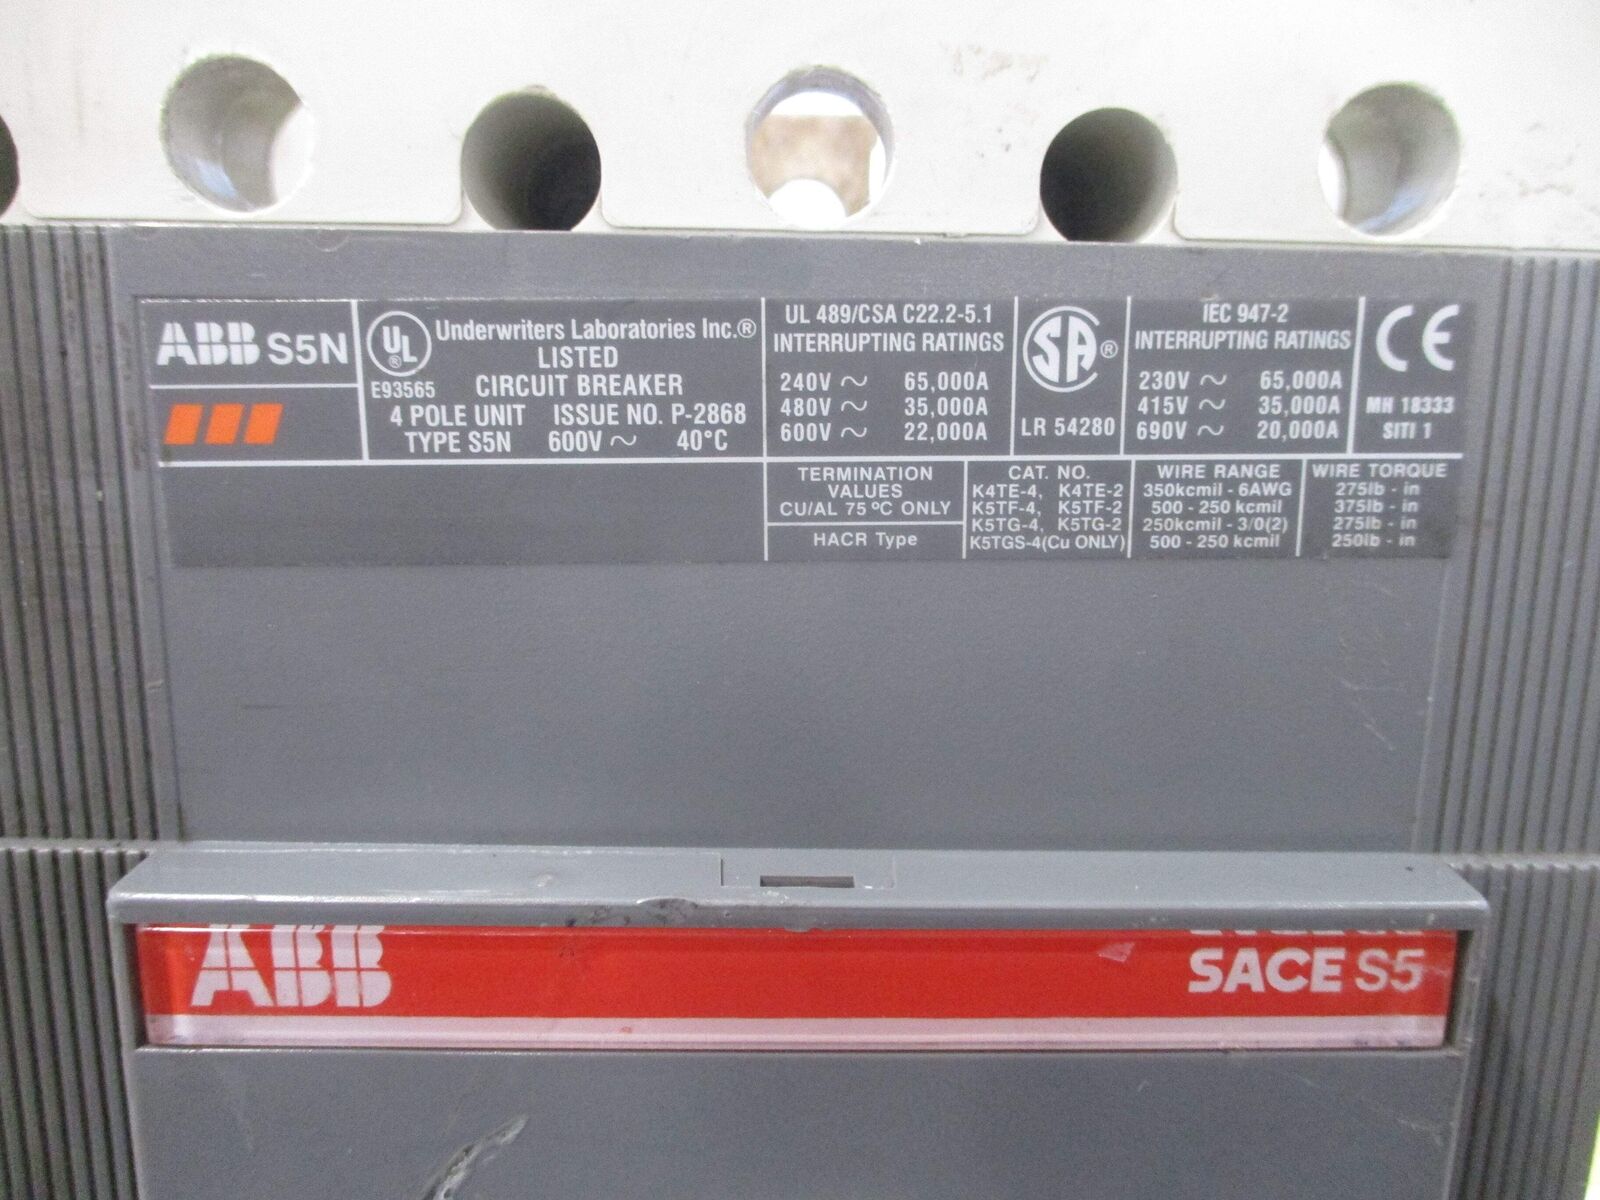 ABB S5N
UL ®
E93565
Underwriters Laboratories Inc.®
LISTED
CIRCUIT BREAKER
4 POLE UNIT ISSUE NO. P-2868
TYPE S5N 600V ~ 40°C
UL 489/CSA C22.2-5.1
INTERRUPTING RATINGS
240V ~ 65,000A
480V ~ 35,000A
600V ~ 22,000A
SA ®
LR 54280
IEC 947-2
INTERRUPTING RATINGS
230V ~ 65,000A
415V ~ 35,000A
690V ~ 20,000A
CE
MH 18333
SITI 1
TERMINATION
VALUES
CU/AL 75 ºC ONLY
HACR Type
CAT. NO.
K4TE-4, K4TE-2
K5TF-4, K5TF-2
K5TG-4, K5TG-2
K5TGS-4(Cu ONLY)
WIRE RANGE
350kcmil - 6AWG
500 - 250 kcmil
250kcmil - 3/0(2)
500 - 250 kcmil
WIRE TORQUE
275lb - in
375lb - in
275lb - in
250lb - in
ABB
SACE S5